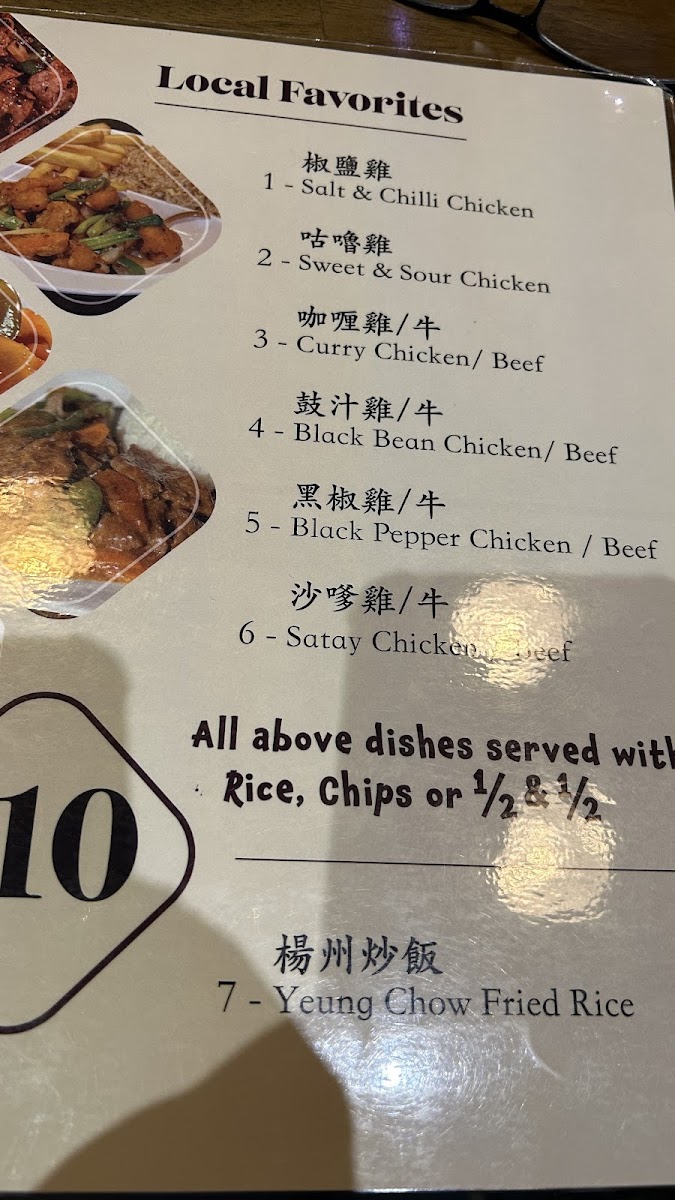 Local Favorites
椒鹽雞
1 - Salt & Chilli Chicken
咕嚕雞
2 - Sweet & Sour Chicken
咖喱雞/牛
3 - Curry Chicken/ Beef
鼓汁雞/牛
4 - Black Bean Chicken/ Beef
黑椒雞/牛
5 - Black Pepper Chicken / Beef
沙嗲雞/牛
6 - Satay Chicken / Beef
All above dishes served with
Rice, Chips or ½ & ½
10
楊州炒飯
7 - Yeung Chow Fried Rice